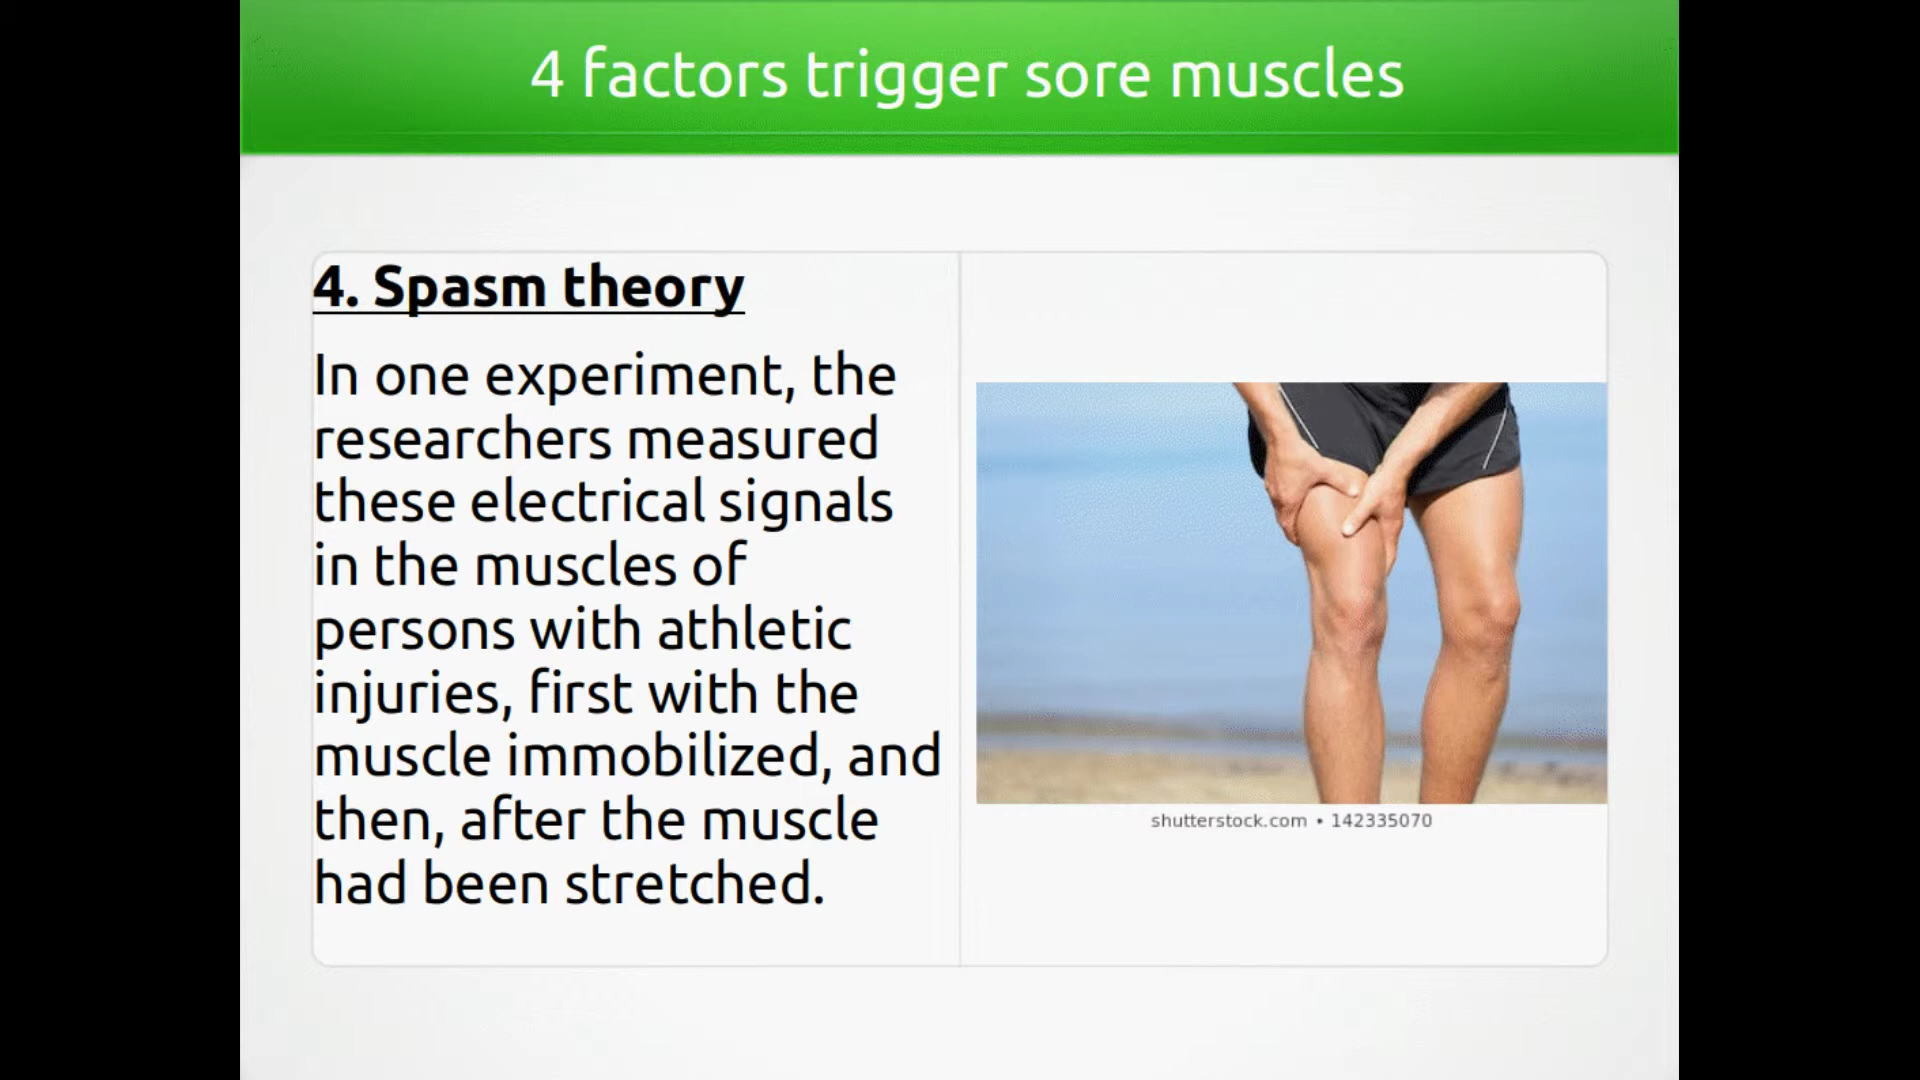 4 factors trigger sore muscles
4. Spasm theory
In one experiment, the
researchers measured
these electrical signals
in the muscles of
persons with athletic
injuries, first with the
muscle immobilized, and
then, after the muscle
had been stretched.
shutterstock.com • 142335070